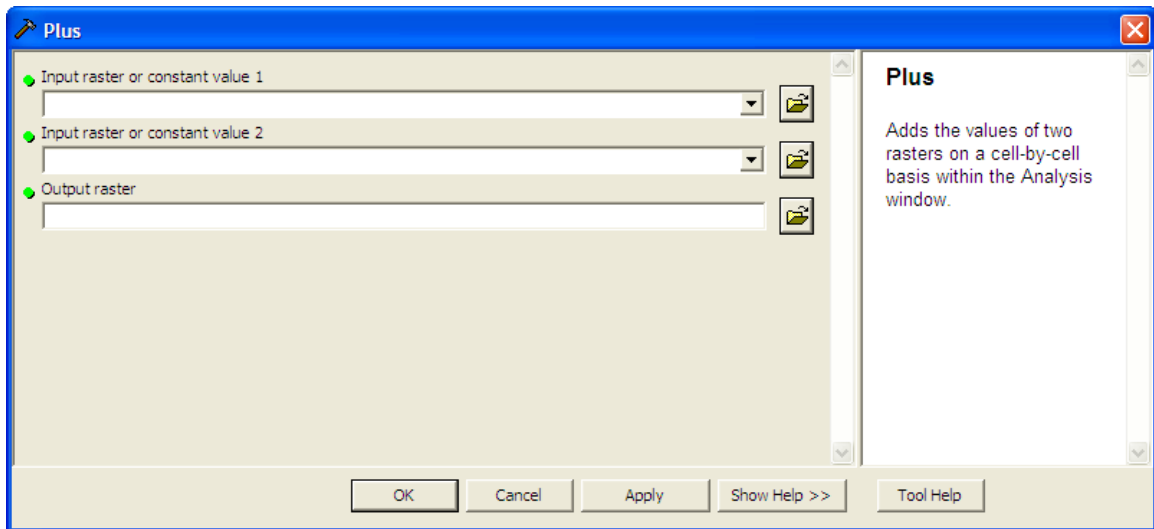 Plus
Input raster or constant value 1
Input raster or constant value 2
Output raster
Plus
Adds the values of two
rasters on a cell-by-cell
basis within the Analysis
window.
OK
Cancel
Apply
Show Help >>
Tool Help